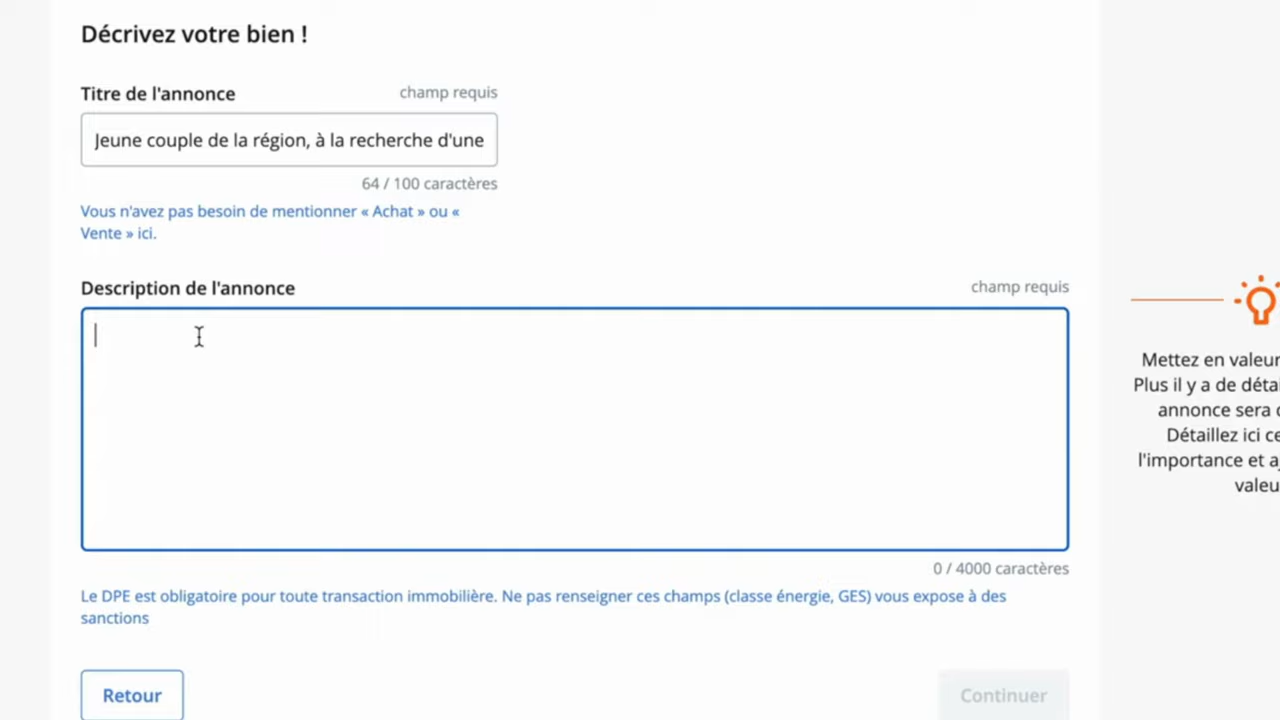 Décrivez votre bien !
Titre de l'annonce
champ requis
Jeune couple de la région, à la recherche d'une
64 / 100 caractères
Vous n'avez pas besoin de mentionner « Achat » ou «
Vente » ici.
Description de l'annonce
champ requis
0 / 4000 caractères
Le DPE est obligatoire pour toute transaction immobilière. Ne pas renseigner ces champs (classe énergie, GES) vous expose à des
sanctions
Retour
Continuer
Mettez en valeur
Plus il y a de
annonce sera
Détaillez ici
l'importance et